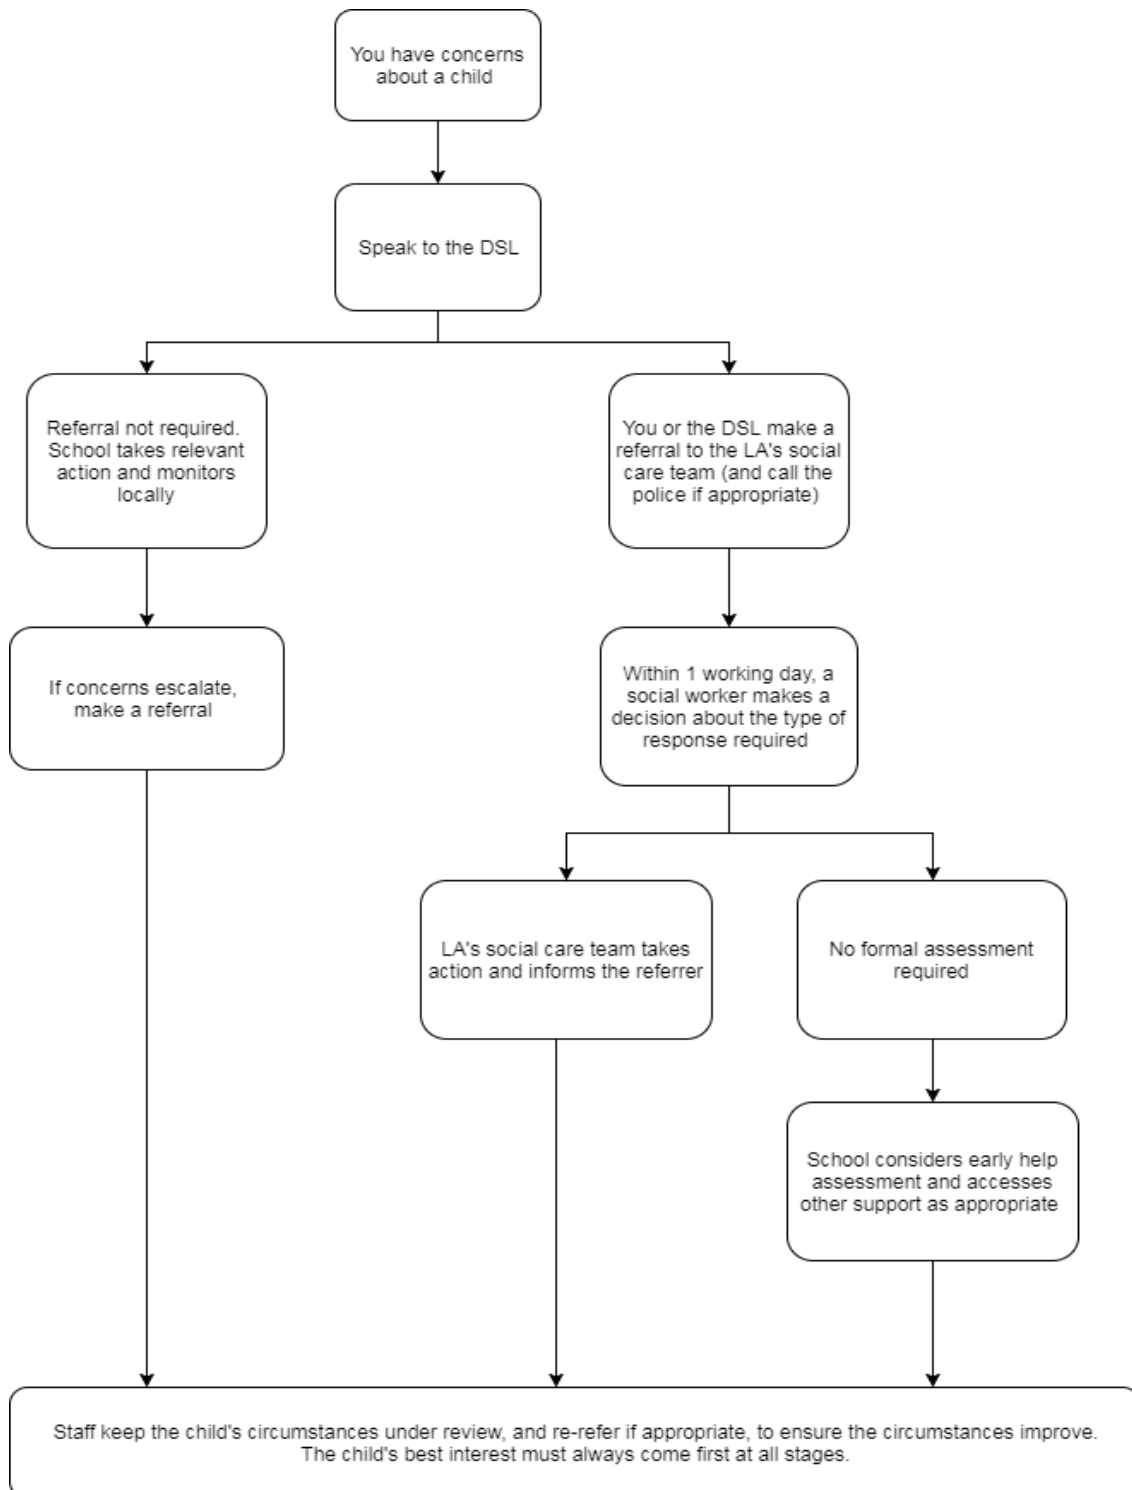 You have concerns
about a child
Speak to the DSL
Referral not required.
School takes relevant
action and monitors
locally
You or the DSL make a
referral to the LA's social
care team (and call the
police if appropriate)
If concerns escalate,
make a referral
Within 1 working day, a
social worker makes a
decision about the type of
response required
LA's social care team takes
action and informs the referrer
No formal assessment
required
School considers early help
assessment and accesses
other support as appropriate
Staff keep the child's circumstances under review, and re-refer if appropriate, to ensure the circumstances improve.
The child's best interest must always come first at all stages.